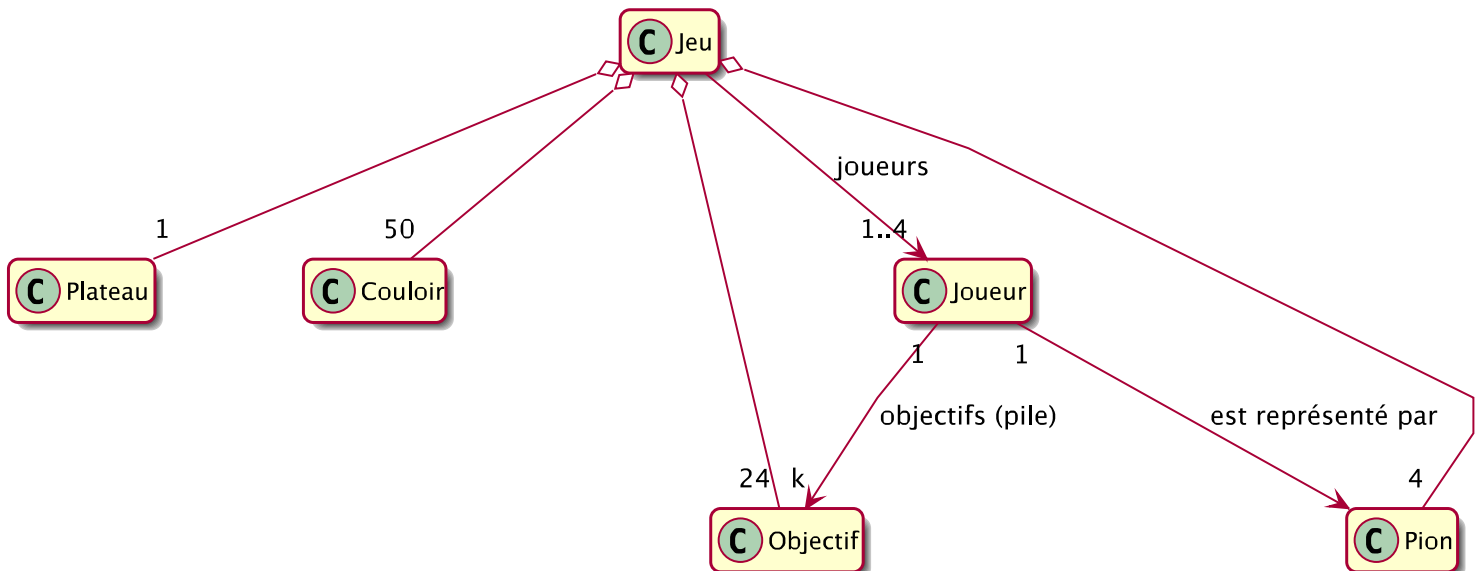 C Jeu
joueurs
1
50
1..4
C Plateau
C Couloir
C Joueur
1
1
objectifs (pile)
est représenté par
24
k
4
C Objectif
C Pion